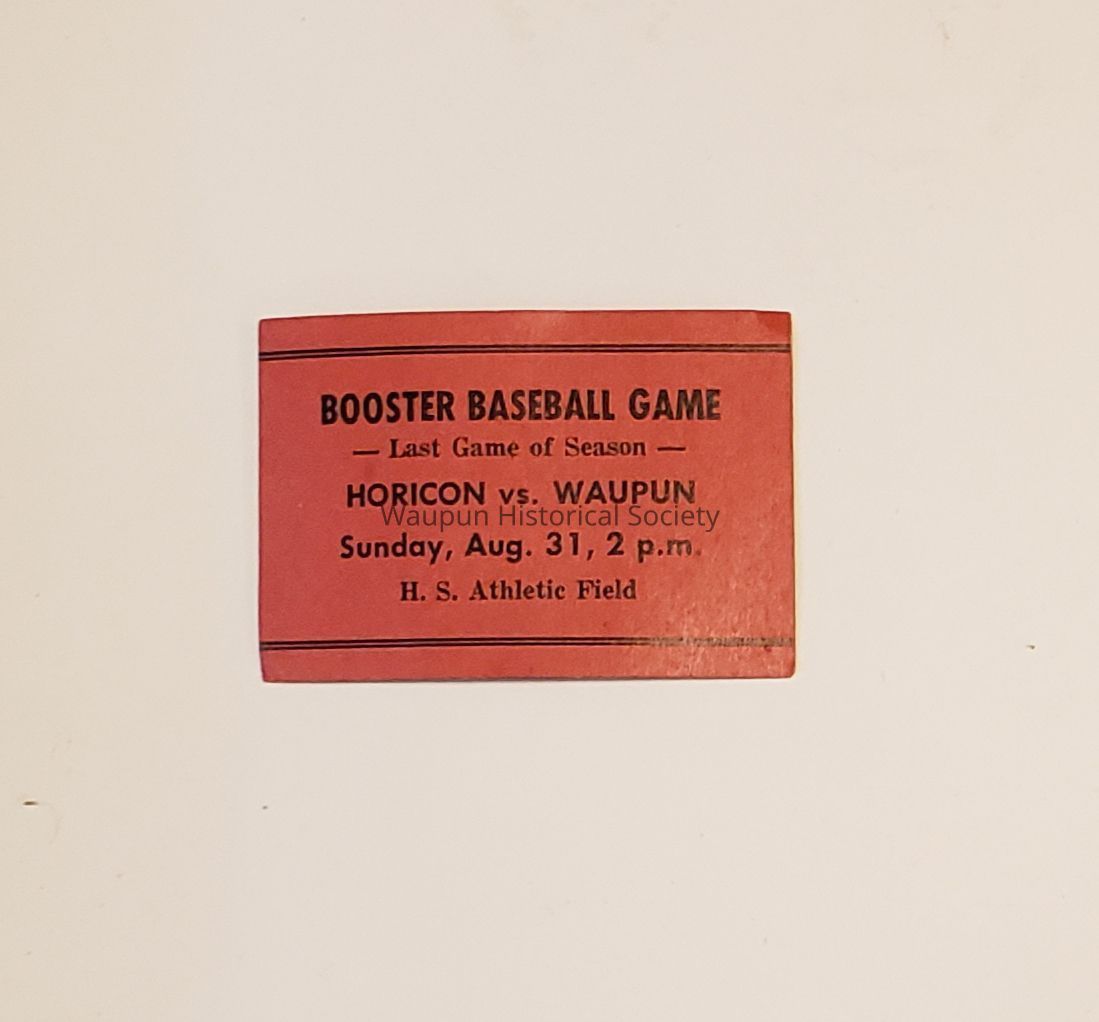 BOOSTER BASEBALL GAME
— Last Game of Season —
HORICON vs. WAUPUN
Waupun Historical Society
Sunday, Aug. 31, 2 p.m.
H. S. Athletic Field